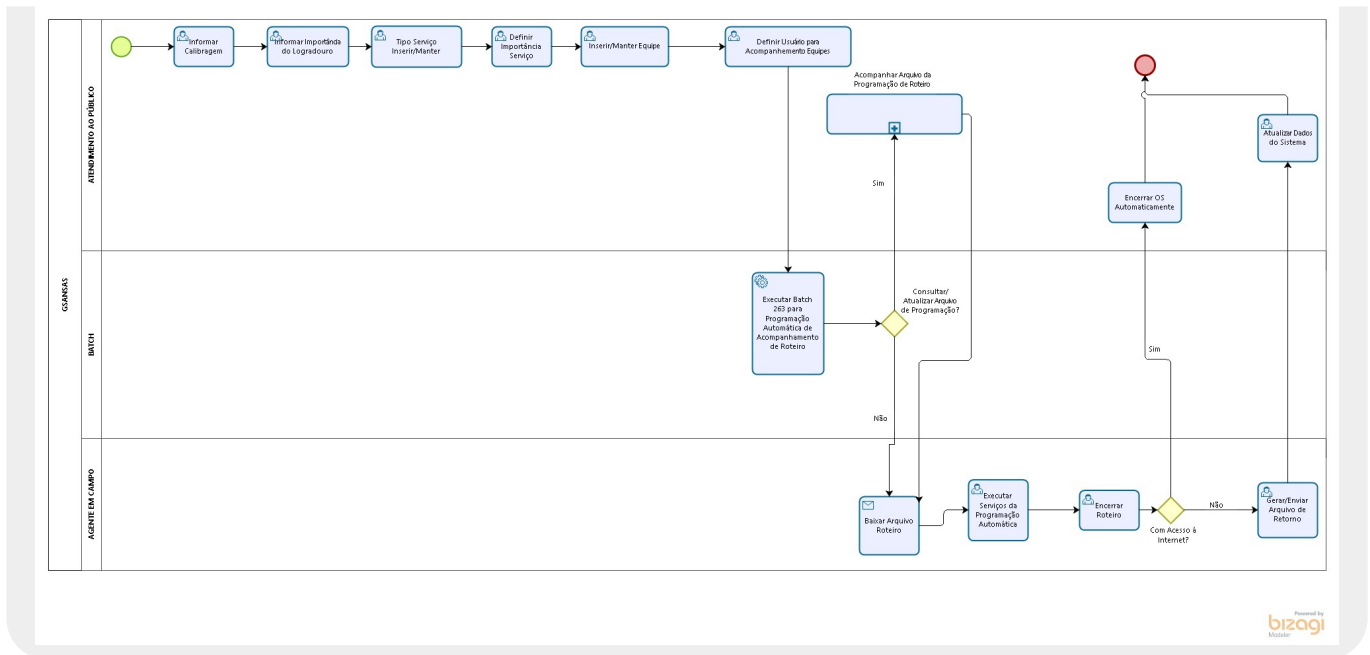 GSANSAS
ATENDIMENTO AO PÚBLICO
Informar
Calibragem
Informar Importância
do Logradouro
Tipo Serviço
Inserir/Manter
Definir
Importância
Serviço
Inserir/Manter Equipe
Definir Usuário para
Acompanhemento Equipes
Acompanhar Arquivo da
Programação de Roteiro
Sim
Encerrar OS
Automaticamente
Atualizar Dados
do Sistema
BATCH
Executar Batch
263 para
Programação
Automática de
Acompanhamento
de Roteiro
Consultar/
Atualizar Arquivo
de Programação?
Sim
Não
AGENTE EM CAMPO
Baixar Arquivo
Roteiro
Executar
Serviços da
Programação
Automática
Encerrar
Roteiro
Com Acesso á
Internet?
Não
Gerar/Enviar
Arquivo de
Retorno
Powered by
bizagi
Modeler